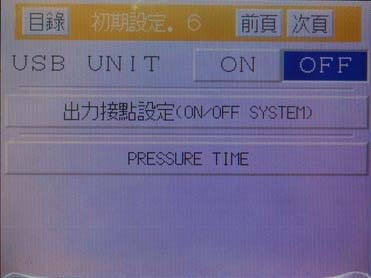 目錄 初期設定. 6 前頁 次頁
USB UNIT ON OFF
出力接點設定(ON/OFF SYSTEM)
PRESSURE TIME